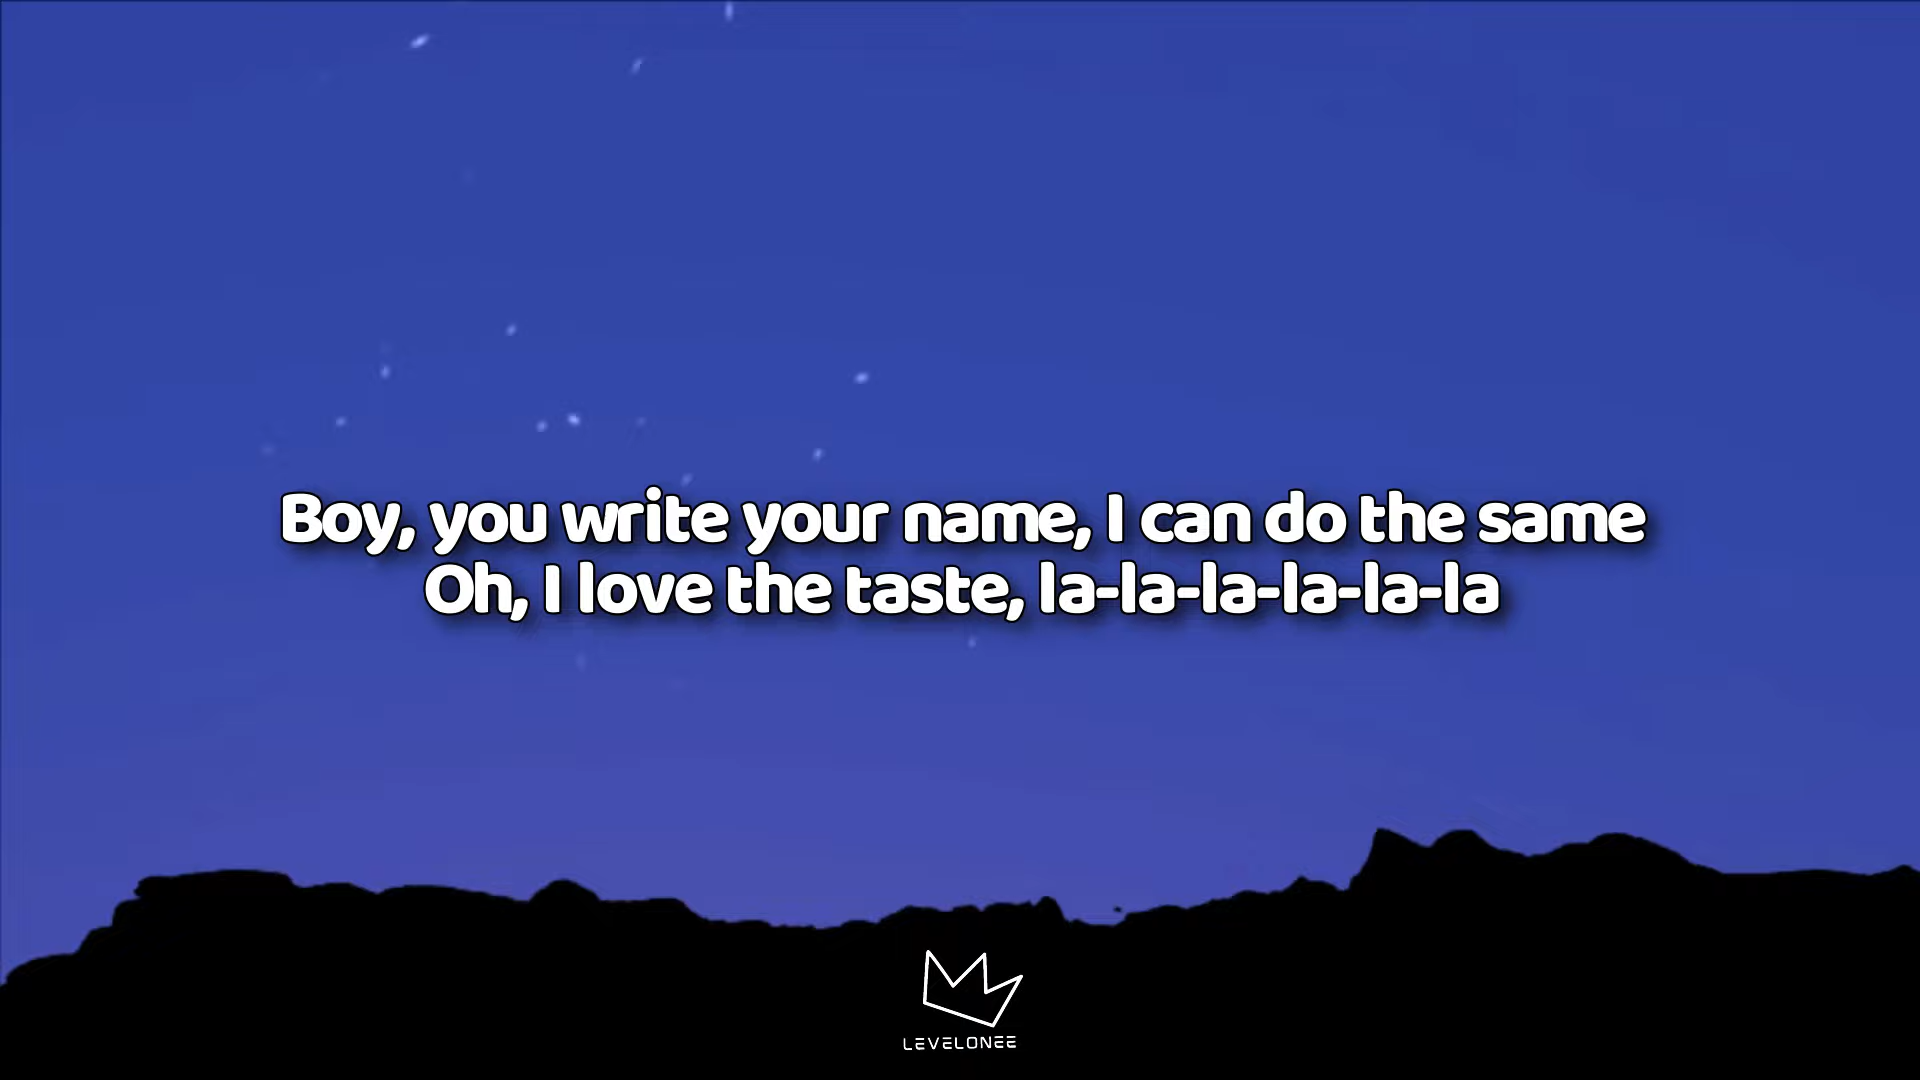 Boy, you write your name, I can do the same
Oh, I love the taste, la-la-la-la-la-la
LEVELONEE